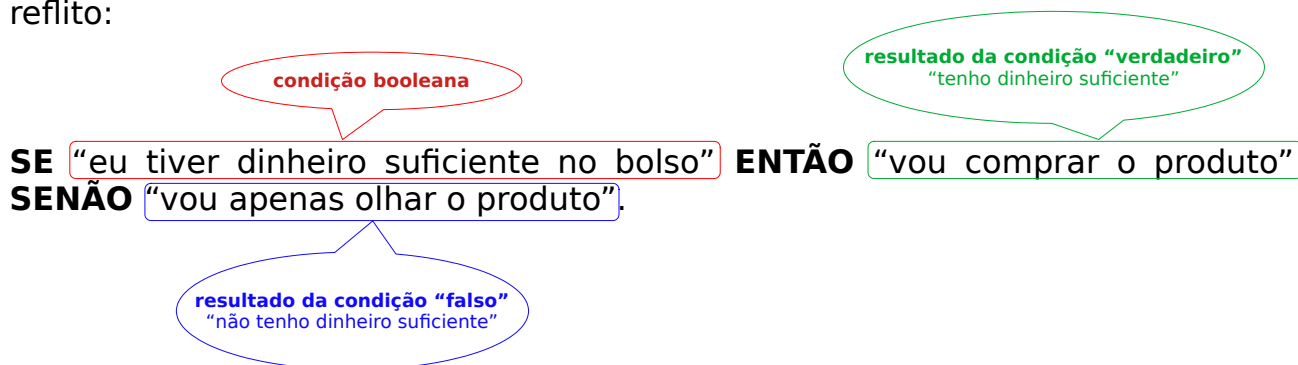 reflito:
condição booleana
resultado da condição “verdadeiro”
“tenho dinheiro suficiente”
SE “eu tiver dinheiro suficiente no bolso” ENTÃO “vou comprar o produto”
SENÃO “vou apenas olhar o produto”.
resultado da condição “falso”
“não tenho dinheiro suficiente”